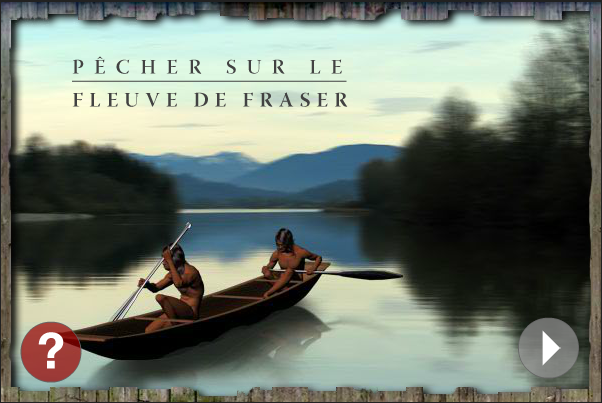 PÊCHER SUR LE
FLEUVE DE FRASER
?